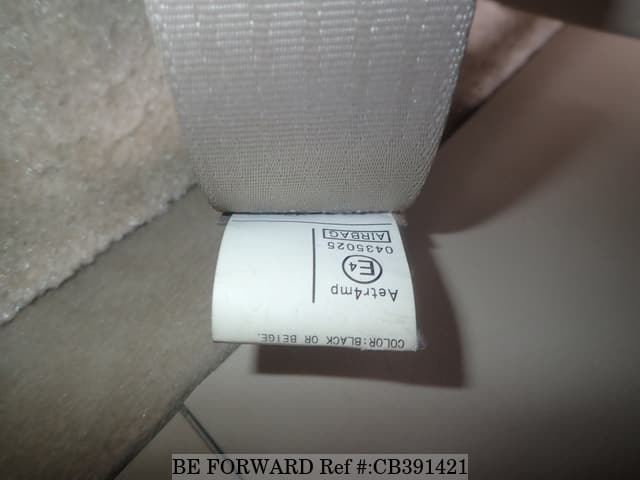 COLOR:BLACK OR BEIGE.
Aetr4mp
E4
0435025
AIRBAG
BE FORWARD Ref #:CB391421